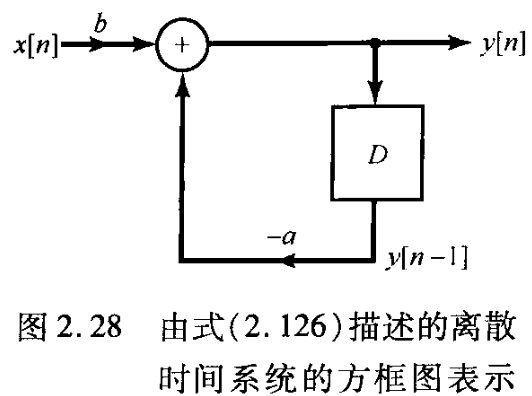 b
x[n]
+
y[n]
D
-a
y[n-1]
图 2.28 由式(2.126)描述的离散
时间系统的方框图表示